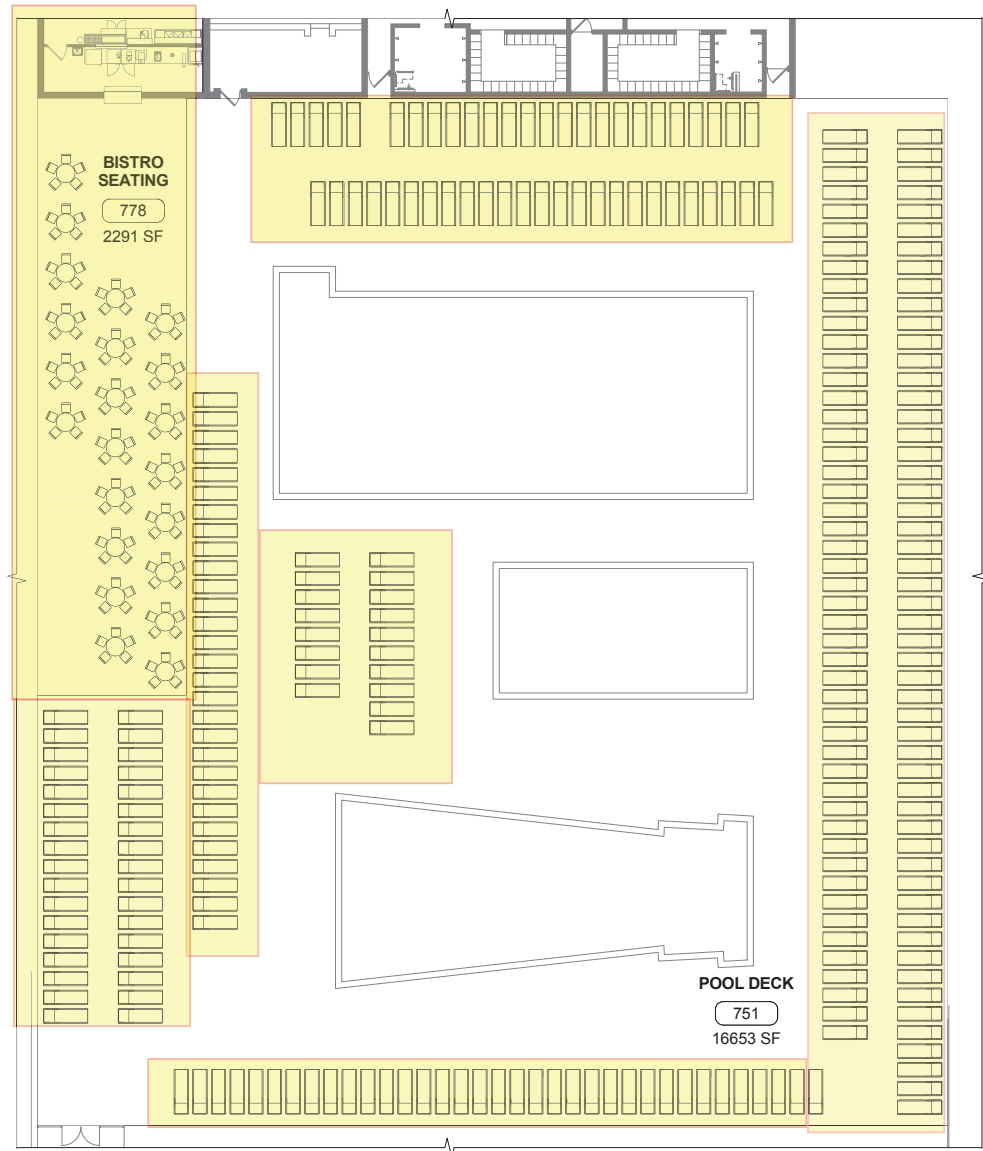 BISTRO
SEATING
778
2291 SF
POOL DECK
751
16653 SF